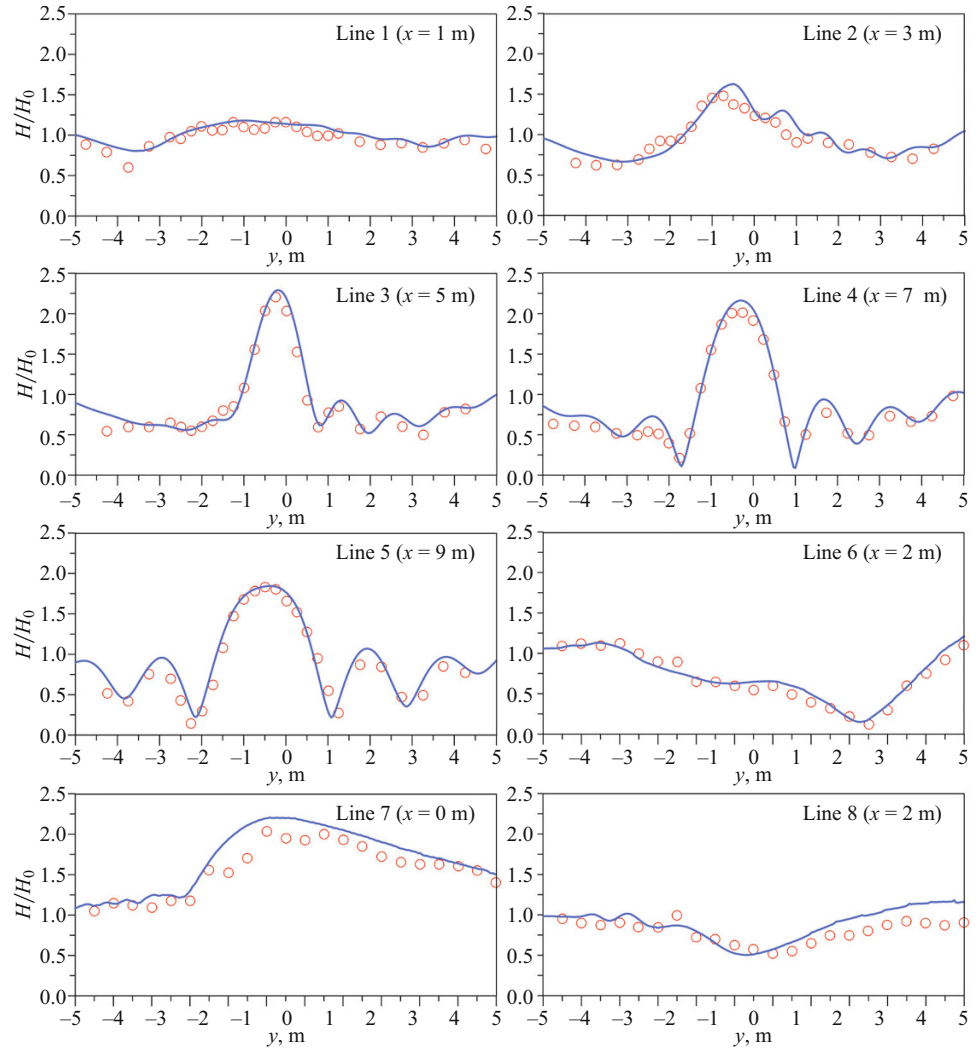 Line 1 (x = 1 m)
H/H0
2.5
2.0
1.5
1.0
0.5
0.0
–5 –4 –3 –2 –1 0 1 2 3 4 5
y, m
Line 2 (x = 3 m)
2.5
2.0
1.5
1.0
0.5
0.0
–5 –4 –3 –2 –1 0 1 2 3 4 5
y, m
Line 3 (x = 5 m)
H/H0
2.5
2.0
1.5
1.0
0.5
0.0
–5 –4 –3 –2 –1 0 1 2 3 4 5
y, m
Line 4 (x = 7 m)
2.5
2.0
1.5
1.0
0.5
0.0
–5 –4 –3 –2 –1 0 1 2 3 4 5
y, m
Line 5 (x = 9 m)
H/H0
2.5
2.0
1.5
1.0
0.5
0.0
–5 –4 –3 –2 –1 0 1 2 3 4 5
y, m
Line 6 (x = 2 m)
2.5
2.0
1.5
1.0
0.5
0.0
–5 –4 –3 –2 –1 0 1 2 3 4 5
y, m
Line 7 (x = 0 m)
H/H0
2.5
2.0
1.5
1.0
0.5
0.0
–5 –4 –3 –2 –1 0 1 2 3 4 5
y, m
Line 8 (x = 2 m)
2.5
2.0
1.5
1.0
0.5
0.0
–5 –4 –3 –2 –1 0 1 2 3 4 5
y, m